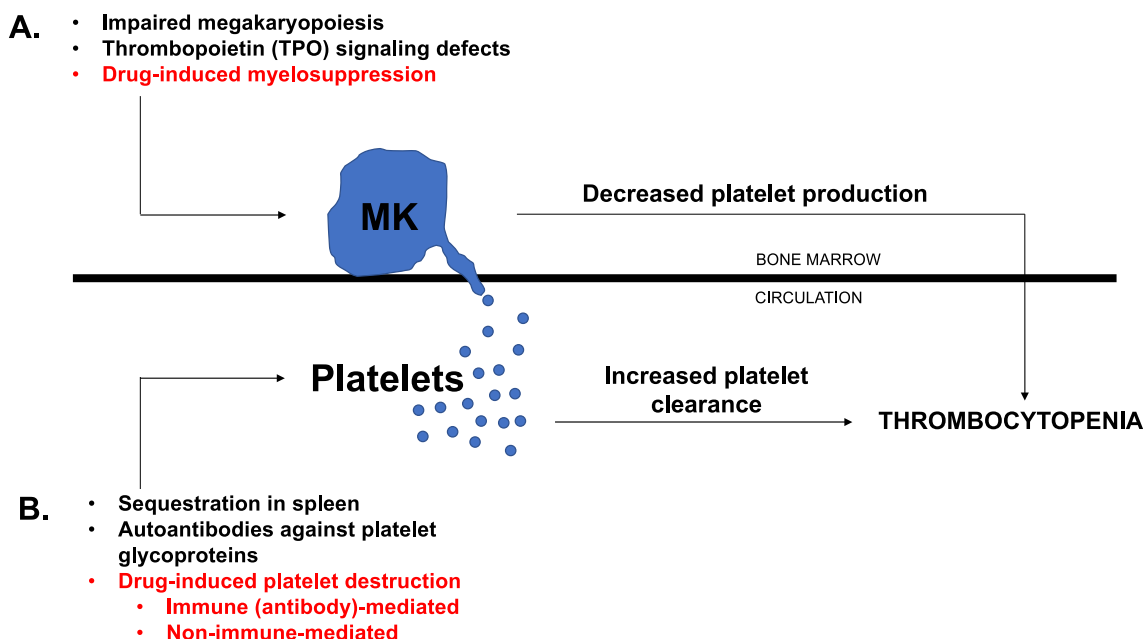 A.
• Impaired megakaryopoiesis
• Thrombopoietin (TPO) signaling defects
• Drug-induced myelosuppression
MK
Decreased platelet production
BONE MARROW
CIRCULATION
Platelets
Increased platelet
clearance
THROMBOCYTOPENIA
B.
• Sequestration in spleen
• Autoantibodies against platelet
glycoproteins
• Drug-induced platelet destruction
• Immune (antibody)-mediated
• Non-immune-mediated